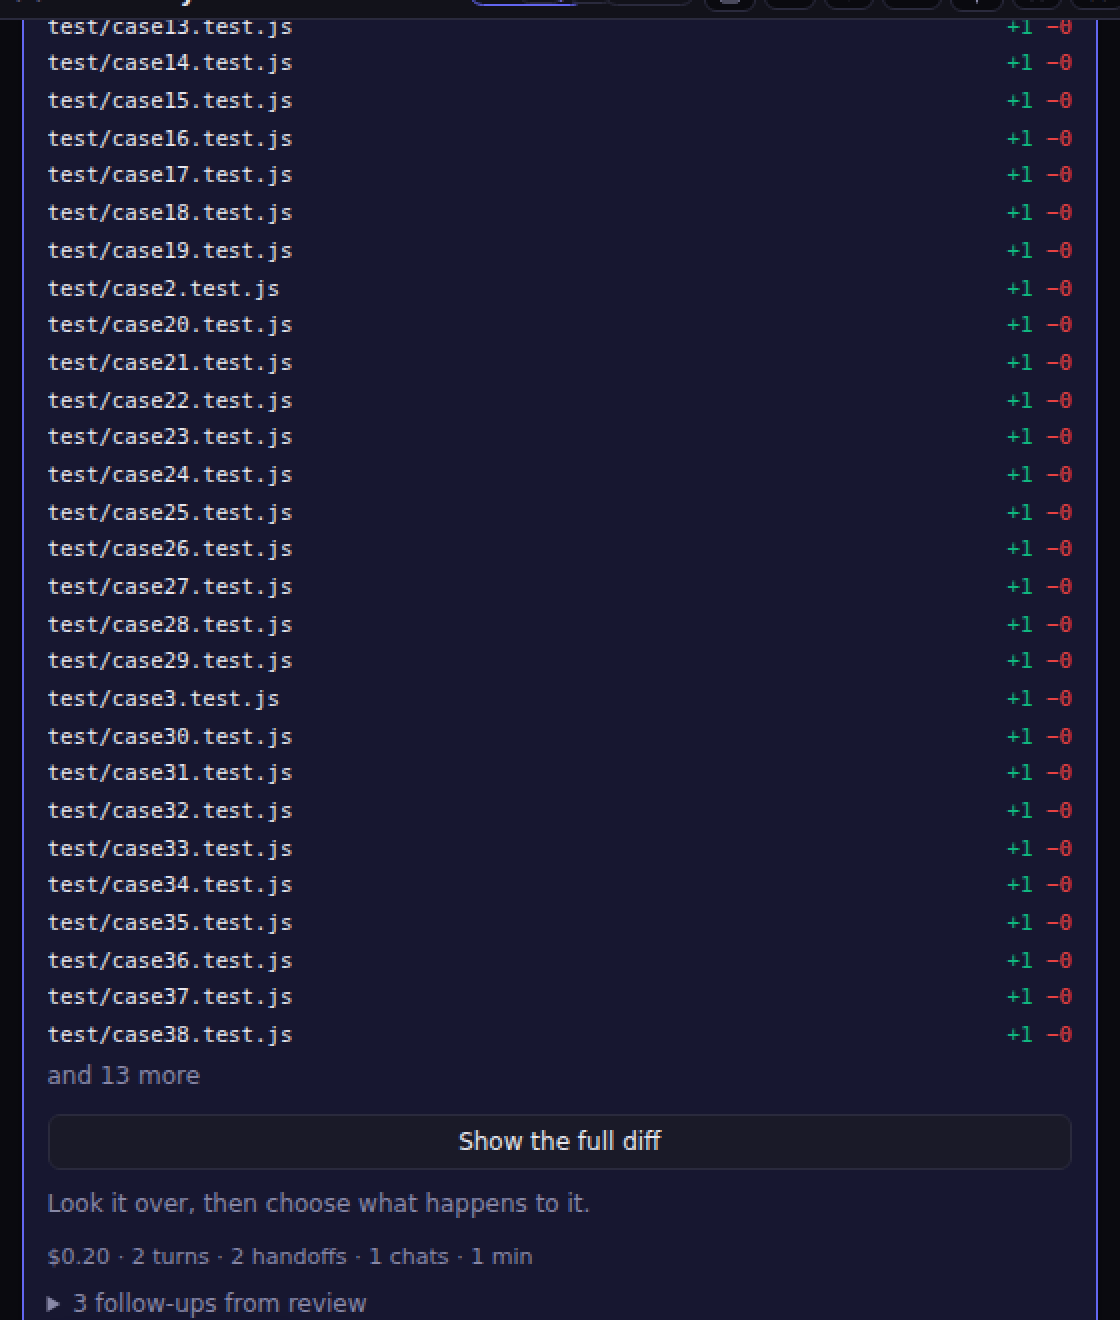 test/case13.test.js +1 −0
test/case14.test.js +1 −0
test/case15.test.js +1 −0
test/case16.test.js +1 −0
test/case17.test.js +1 −0
test/case18.test.js +1 −0
test/case19.test.js +1 −0
test/case2.test.js +1 −0
test/case20.test.js +1 −0
test/case21.test.js +1 −0
test/case22.test.js +1 −0
test/case23.test.js +1 −0
test/case24.test.js +1 −0
test/case25.test.js +1 −0
test/case26.test.js +1 −0
test/case27.test.js +1 −0
test/case28.test.js +1 −0
test/case29.test.js +1 −0
test/case3.test.js +1 −0
test/case30.test.js +1 −0
test/case31.test.js +1 −0
test/case32.test.js +1 −0
test/case33.test.js +1 −0
test/case34.test.js +1 −0
test/case35.test.js +1 −0
test/case36.test.js +1 −0
test/case37.test.js +1 −0
test/case38.test.js +1 −0
and 13 more
Show the full diff
Look it over, then choose what happens to it.
$0.20 · 2 turns · 2 handoffs · 1 chats · 1 min
▶ 3 follow-ups from review